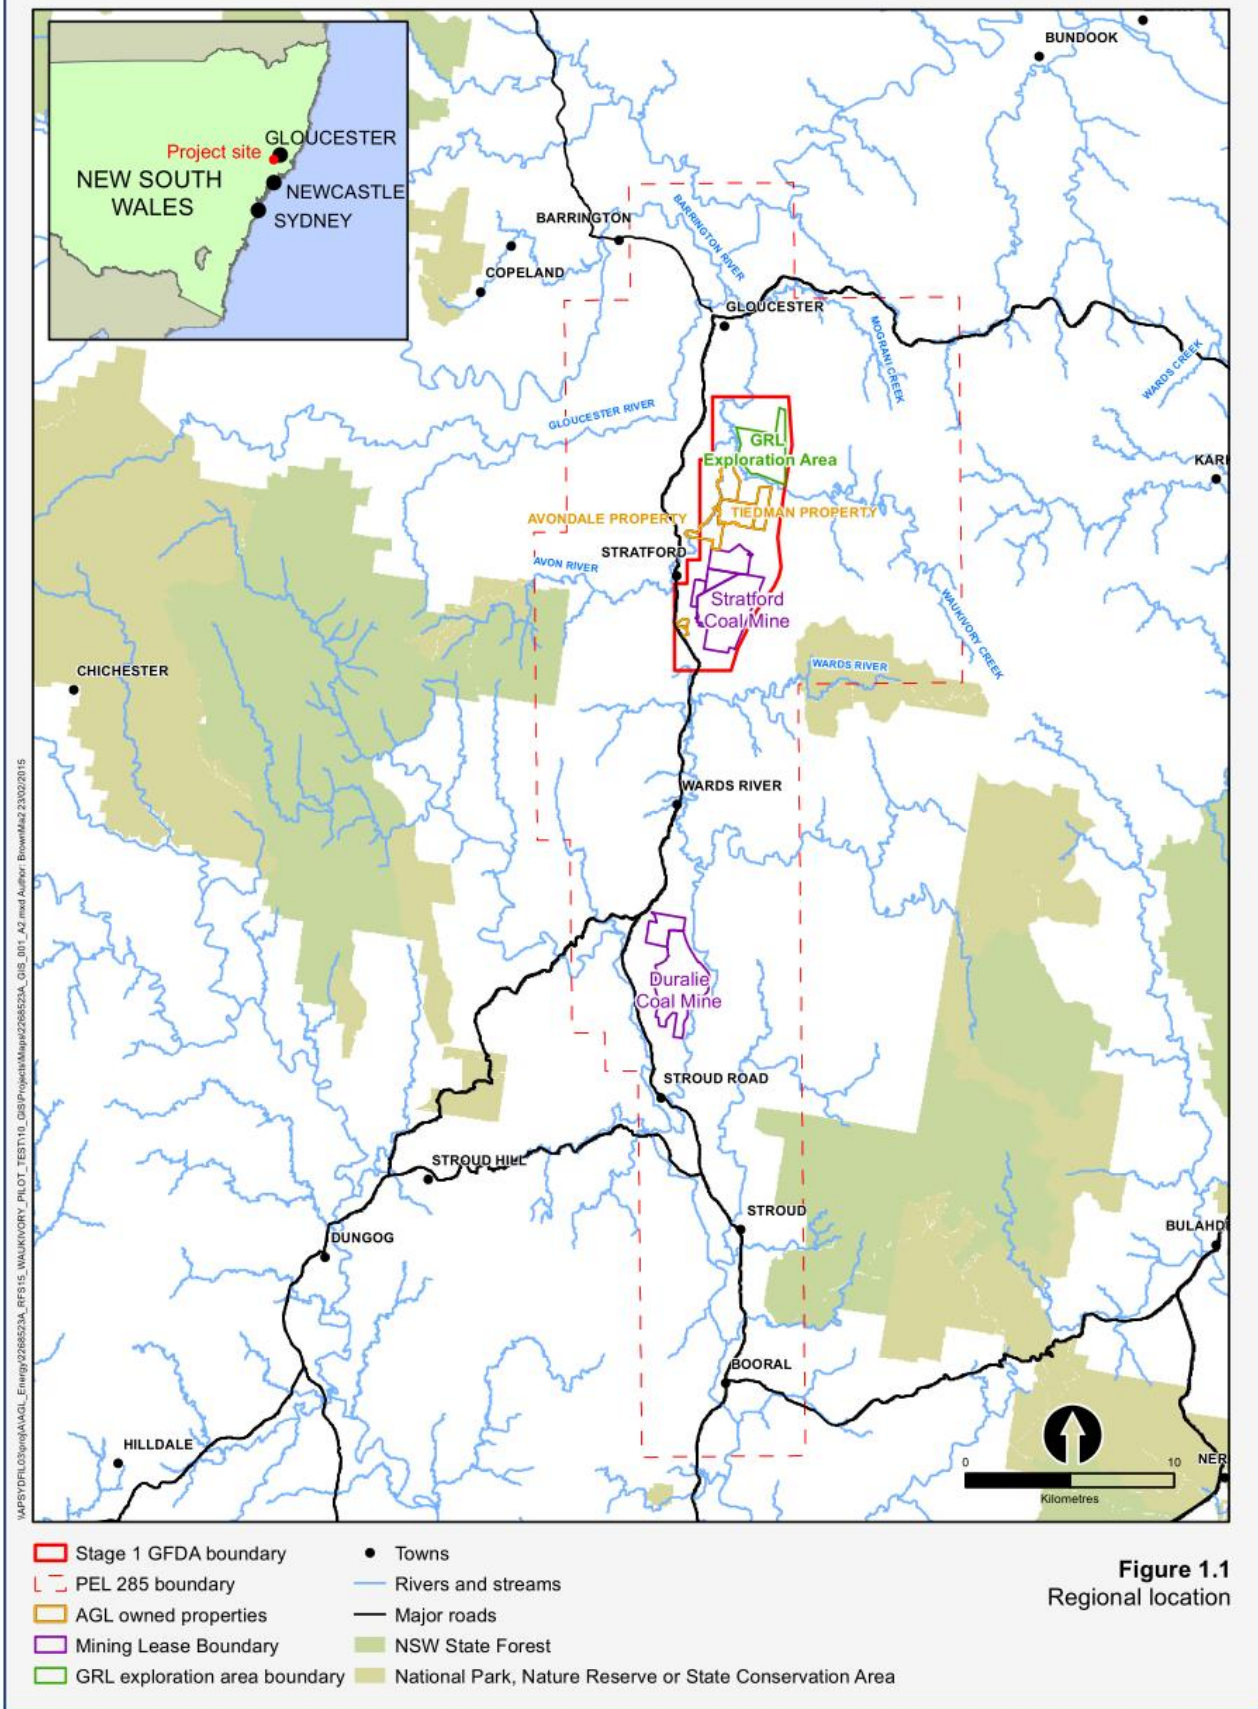 BUNDOOK
GLOUCESTER
Project site
NEW SOUTH
WALES
NEWCASTLE
SYDNEY
BARRINGTON
BARRINGTON RIVER
COPELAND
GLOUCESTER
MOGRANI CREEK
WARDS CREEK
GLOUCESTER RIVER
GRL
Exploration Area
KAR
AVONDALE PROPERTY
TIEDMAN PROPERTY
STRATFORD
AVON RIVER
Stratford
Coal Mine
WAUKIVORY CREEK
WARDS RIVER
CHICHESTER
WARDS RIVER
Duralie
Coal Mine
STROUD ROAD
STROUD HILL
STROUD
BULAHD
DUNGOG
BOORAL
HILLDALE
NER
0 10
Kilometres
Stage 1 GFDA boundary
PEL 285 boundary
AGL owned properties
Mining Lease Boundary
GRL exploration area boundary
Towns
Rivers and streams
Major roads
NSW State Forest
National Park, Nature Reserve or State Conservation Area
Figure 1.1
Regional location